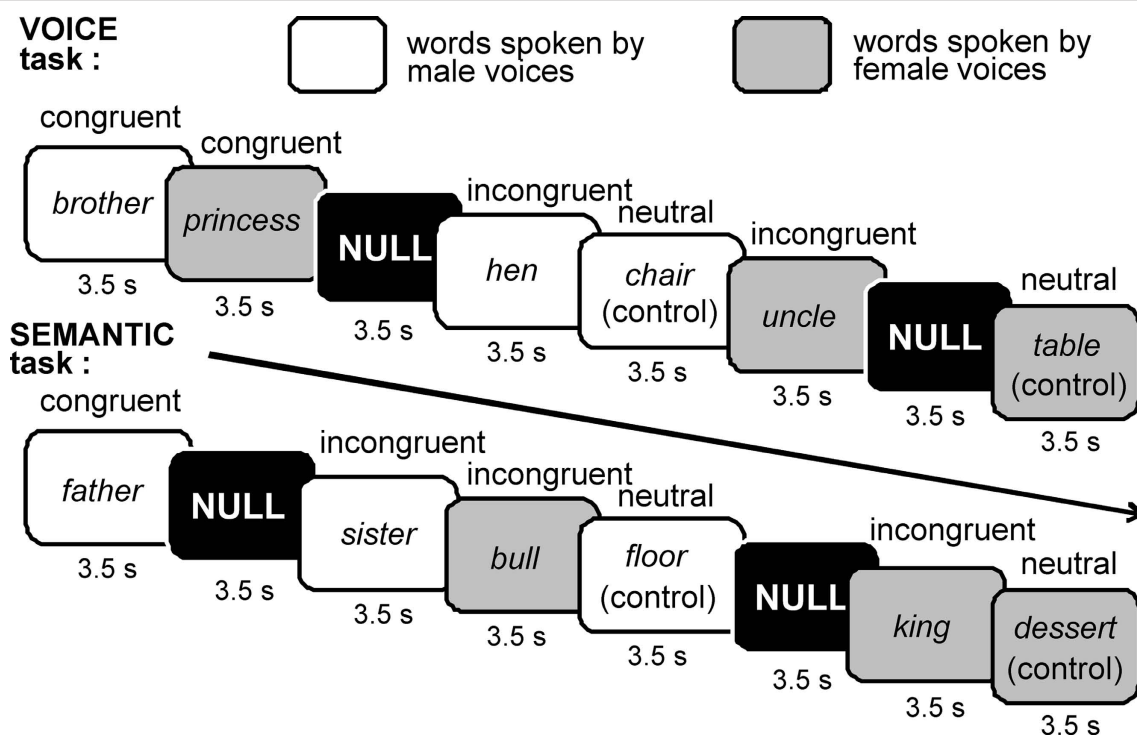 VOICE
task :
words spoken by
male voices
words spoken by
female voices
congruent
brother
3.5 s
congruent
princess
3.5 s
NULL
3.5 s
incongruent
hen
3.5 s
neutral
chair
(control)
3.5 s
incongruent
uncle
3.5 s
NULL
3.5 s
neutral
table
(control)
3.5 s
SEMANTIC
task :
congruent
father
3.5 s
NULL
3.5 s
incongruent
sister
3.5 s
incongruent
bull
3.5 s
neutral
floor
(control)
3.5 s
NULL
3.5 s
incongruent
king
3.5 s
neutral
dessert
(control)
3.5 s